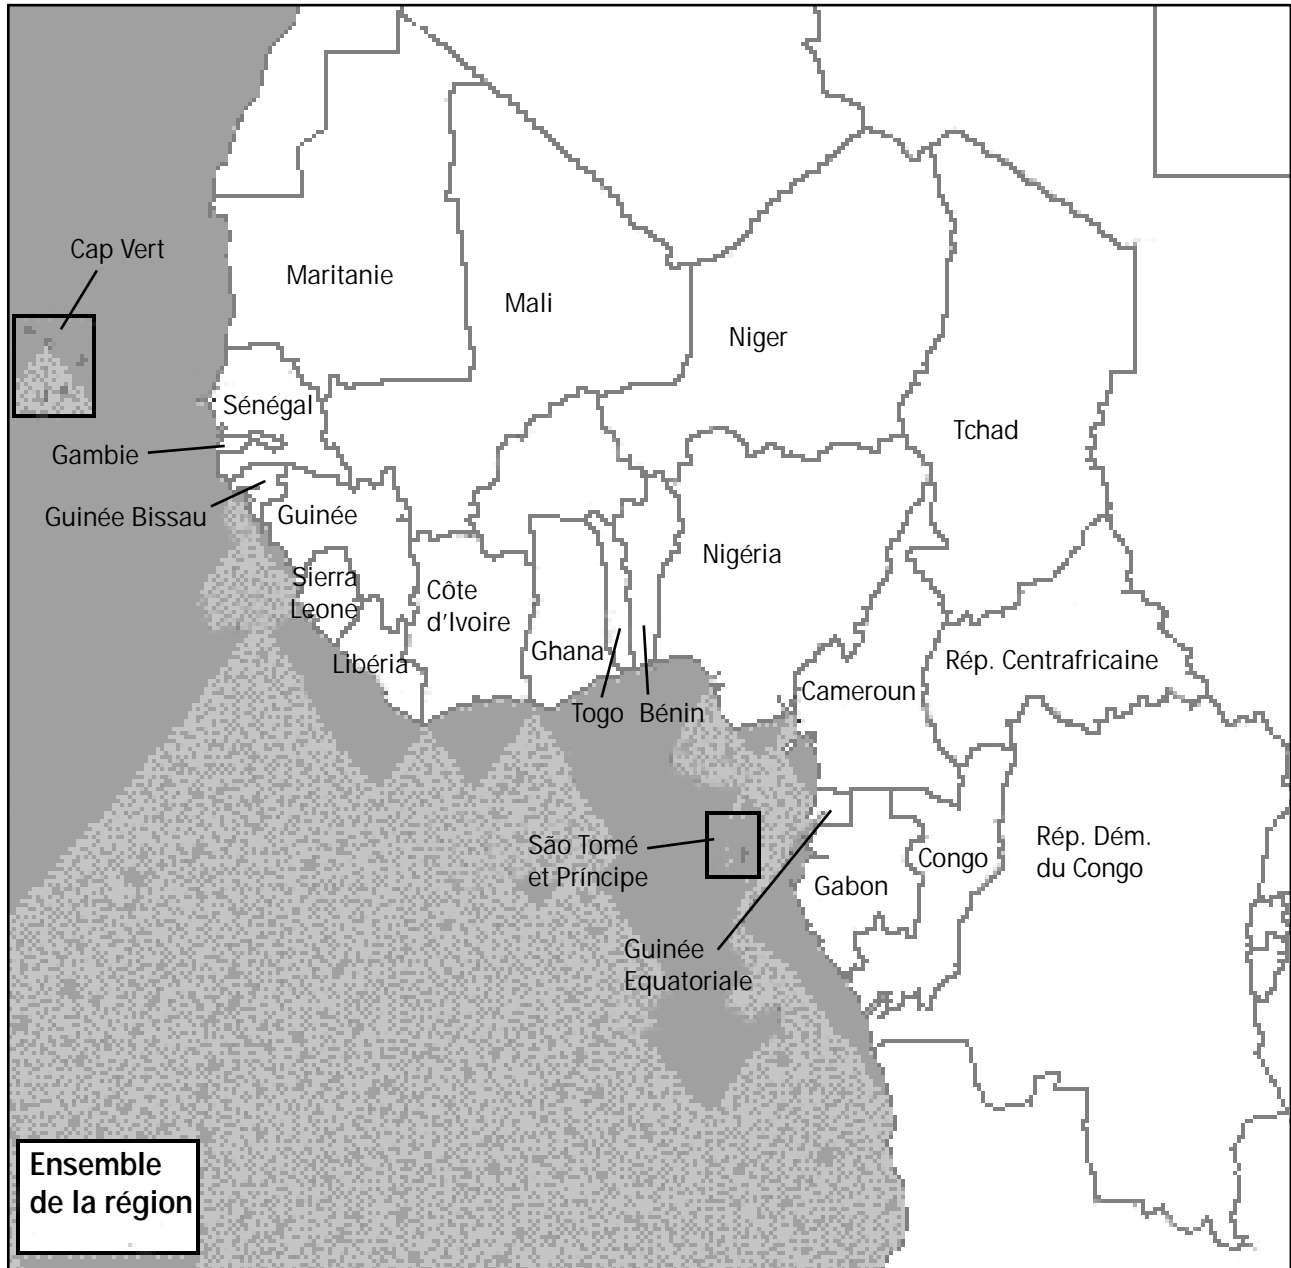 Cap Vert
Maritanie
Mali
Niger
Sénégal
Tchad
Gambie
Guinée Bissau
Guinée
Nigéria
Sierra
Leone
Côte
d'Ivoire
Ghana
Libéria
Rép. Centrafricaine
Cameroun
Togo
Bénin
São Tomé
et Príncipe
Congo
Rép. Dém.
du Congo
Gabon
Guinée
Equatoriale
Ensemble
de la région